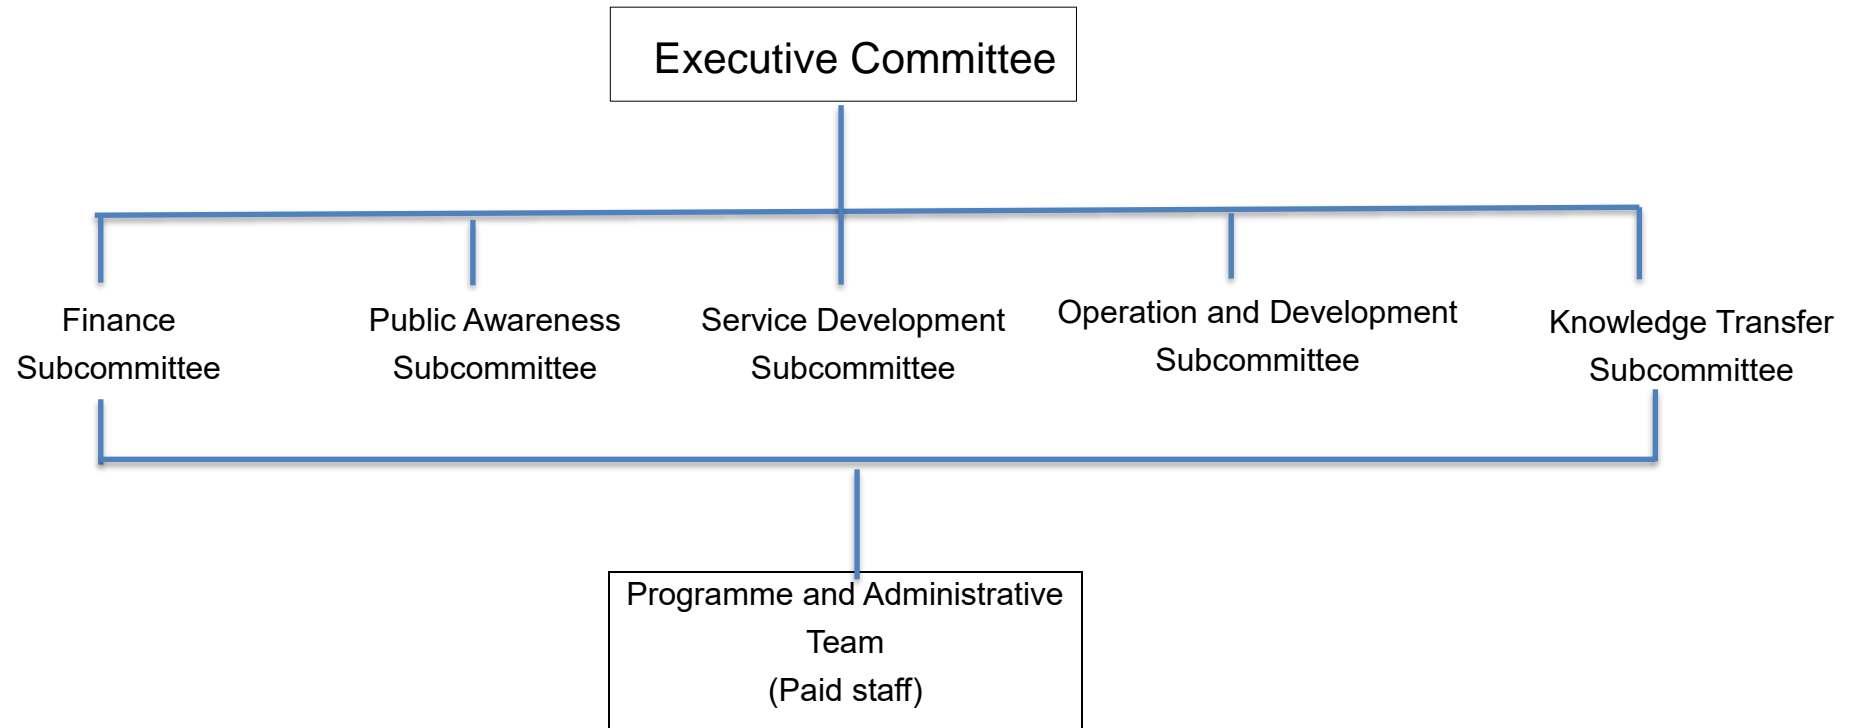 Executive Committee
Finance
Subcommittee
Public Awareness
Subcommittee
Service Development
Subcommittee
Operation and Development
Subcommittee
Knowledge Transfer
Subcommittee
Programme and Administrative
Team
(Paid staff)